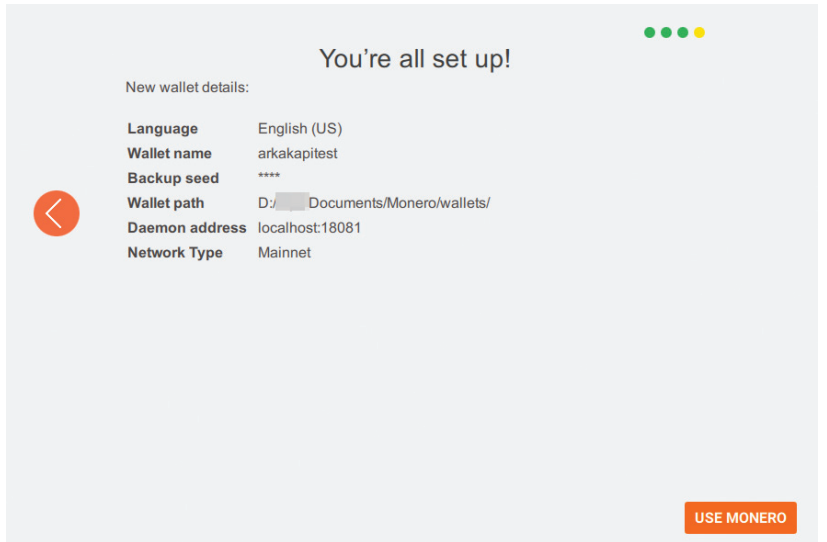 You’re all set up!
New wallet details:
Language English (US)
Wallet name arkakapitest
Backup seed ****
Wallet path D:/ Documents/Monero/wallets/
Daemon address localhost:18081
Network Type Mainnet
USE MONERO